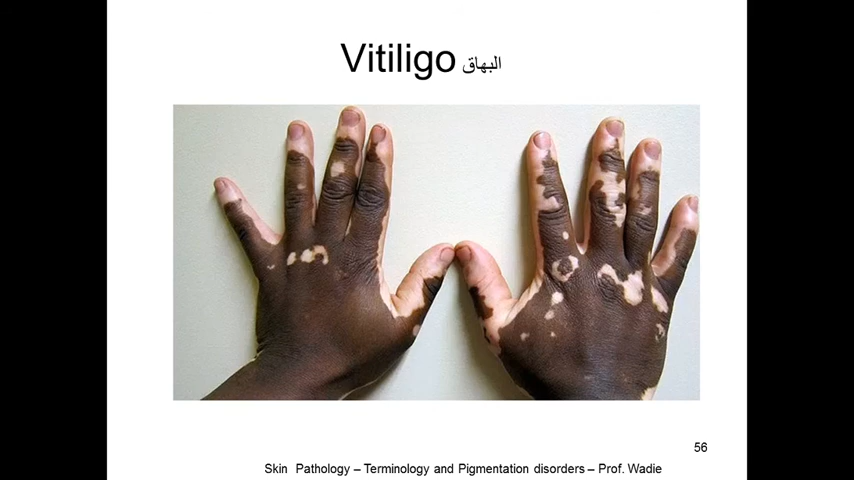 Vitiligo البهاق
56
Skin Pathology – Terminology and Pigmentation disorders – Prof. Wadie